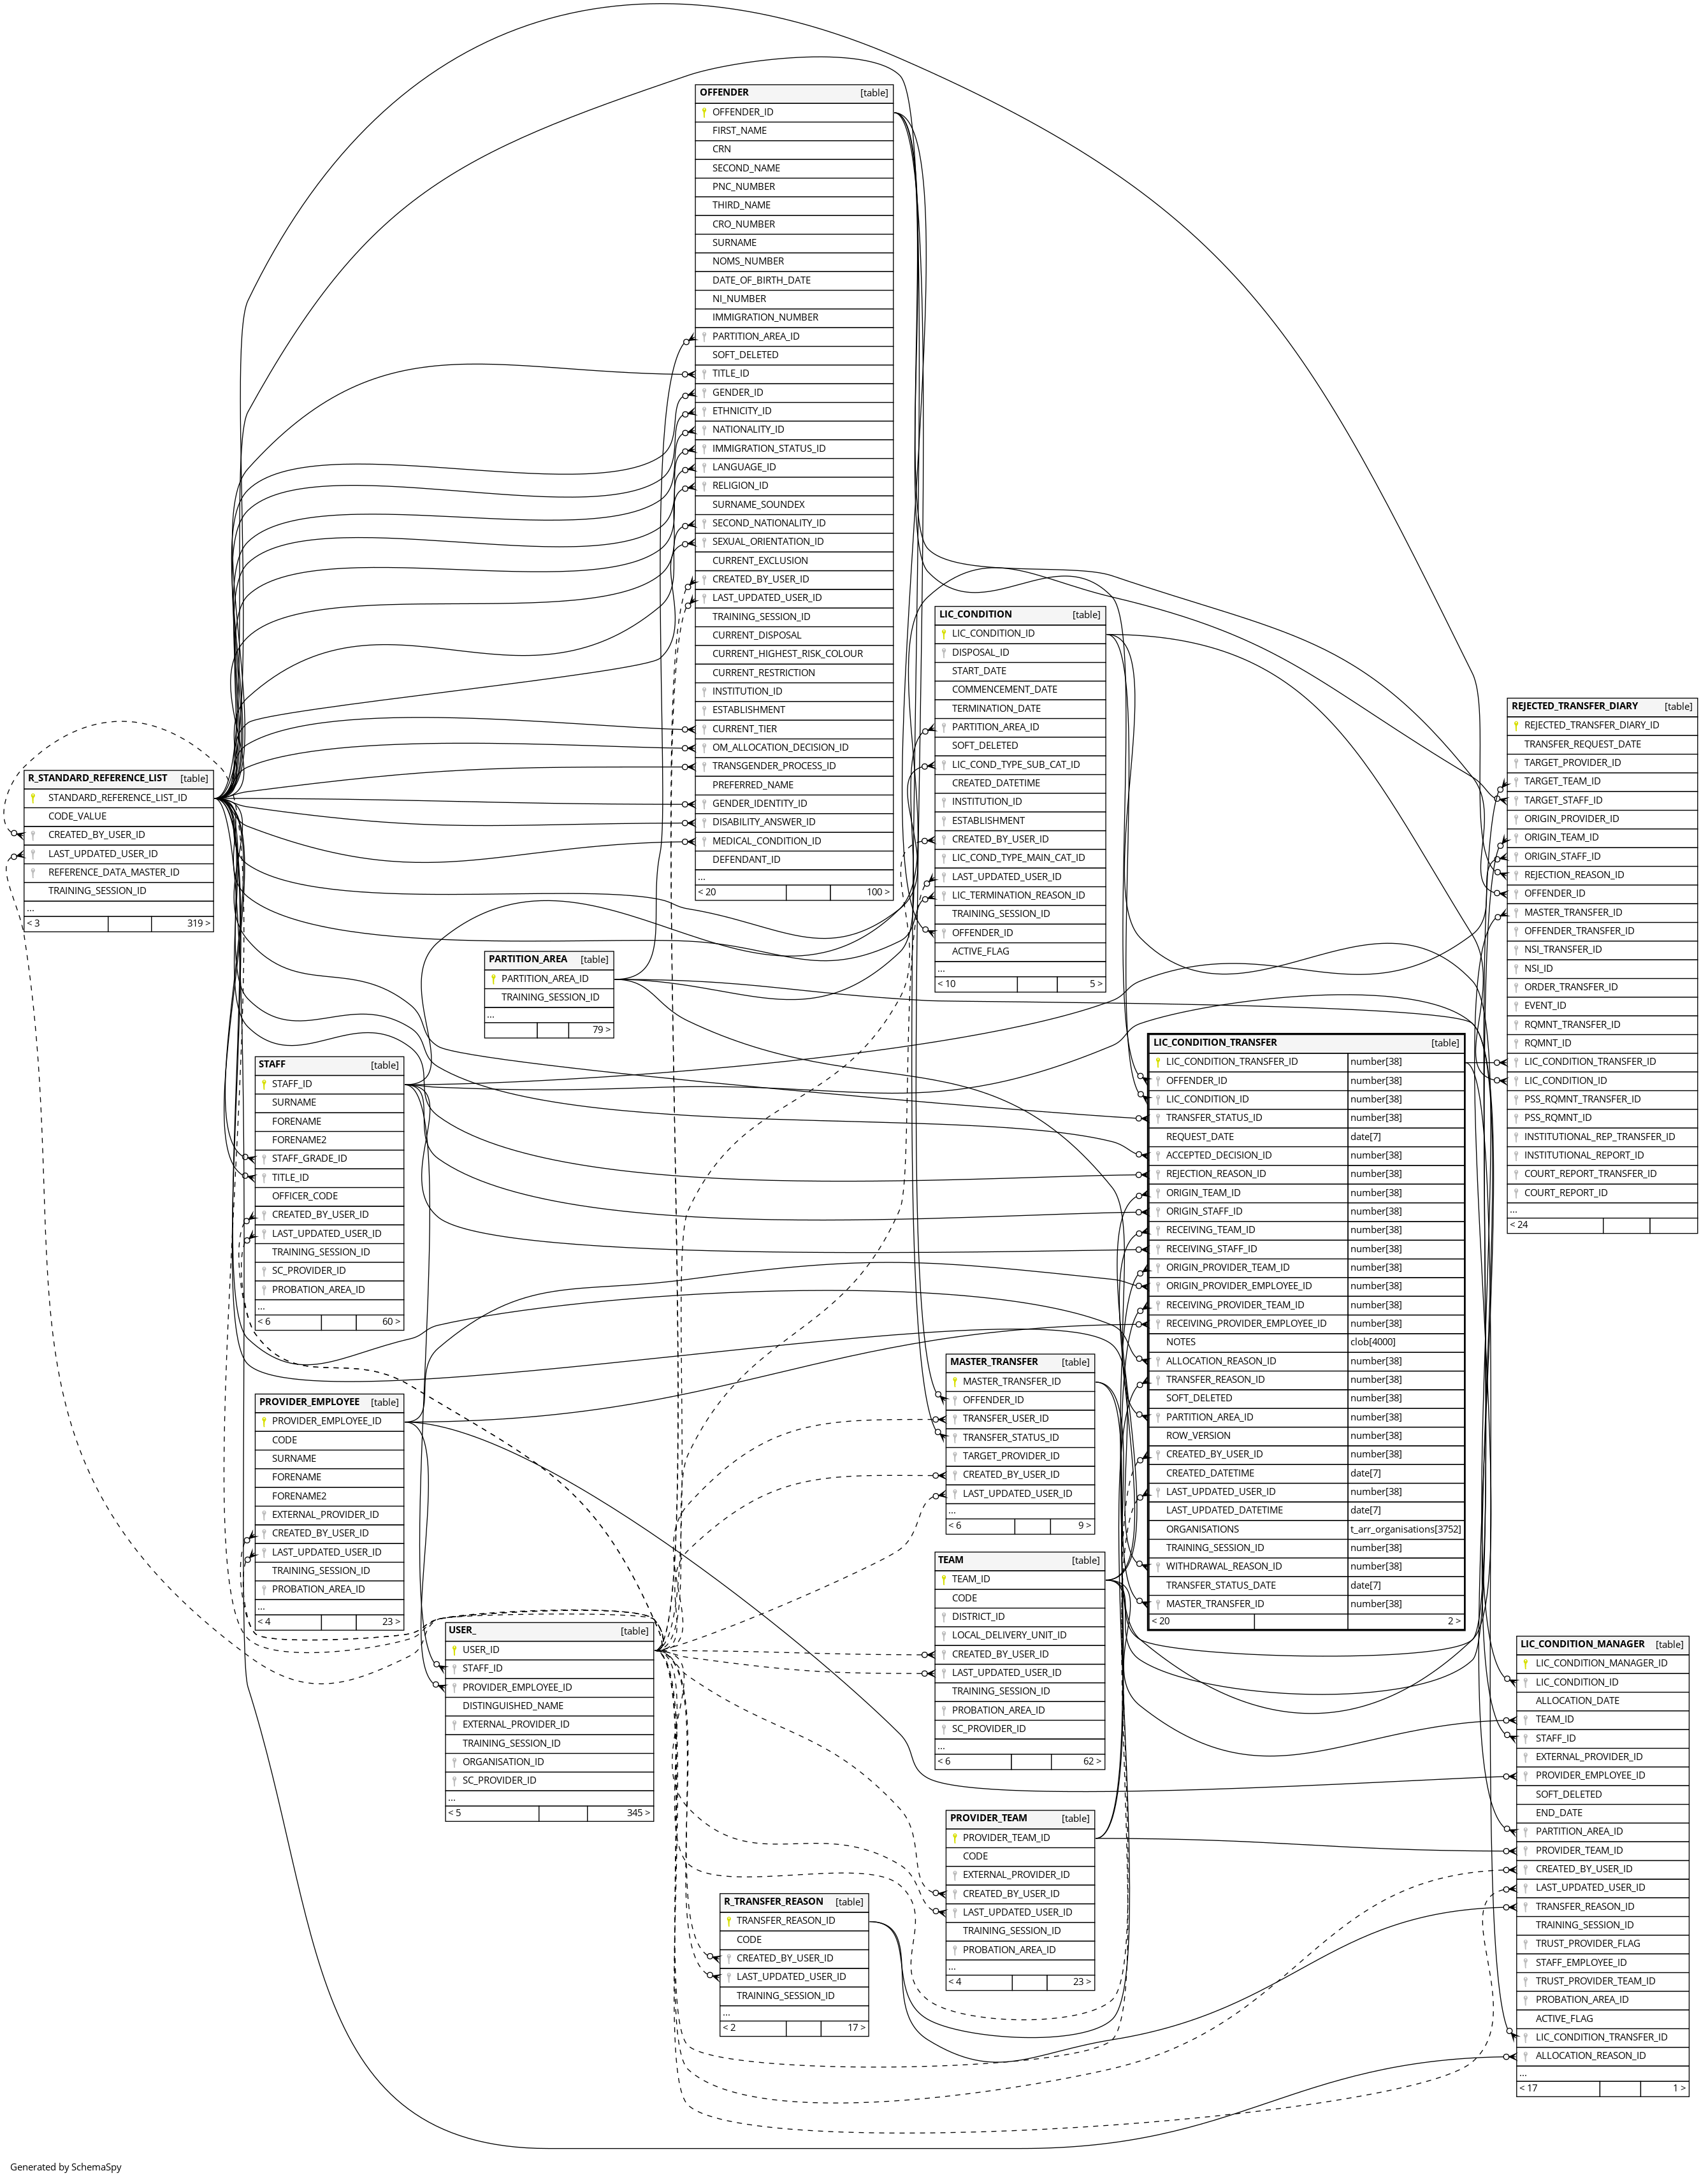 OFFENDER [table]
OFFENDER_ID
FIRST_NAME
CRN
SECOND_NAME
PNC_NUMBER
THIRD_NAME
CRO_NUMBER
SURNAME
NOMS_NUMBER
DATE_OF_BIRTH_DATE
NI_NUMBER
IMMIGRATION_NUMBER
PARTITION_AREA_ID
SOFT_DELETED
TITLE_ID
GENDER_ID
ETHNICITY_ID
NATIONALITY_ID
IMMIGRATION_STATUS_ID
LANGUAGE_ID
RELIGION_ID
SURNAME_SOUNDEX
SECOND_NATIONALITY_ID
SEXUAL_ORIENTATION_ID
CURRENT_EXCLUSION
CREATED_BY_USER_ID
LAST_UPDATED_USER_ID
TRAINING_SESSION_ID
CURRENT_DISPOSAL
CURRENT_HIGHEST_RISK_COLOUR
CURRENT_RESTRICTION
INSTITUTION_ID
ESTABLISHMENT
CURRENT_TIER
OM_ALLOCATION_DECISION_ID
TRANSGENDER_PROCESS_ID
PREFERRED_NAME
GENDER_IDENTITY_ID
DISABILITY_ANSWER_ID
MEDICAL_CONDITION_ID
DEFENDANT_ID
...
< 20 100 >
LIC_CONDITION [table]
LIC_CONDITION_ID
DISPOSAL_ID
START_DATE
COMMENCEMENT_DATE
TERMINATION_DATE
PARTITION_AREA_ID
SOFT_DELETED
LIC_COND_TYPE_SUB_CAT_ID
CREATED_DATETIME
INSTITUTION_ID
ESTABLISHMENT
CREATED_BY_USER_ID
LIC_COND_TYPE_MAIN_CAT_ID
LAST_UPDATED_USER_ID
LIC_TERMINATION_REASON_ID
TRAINING_SESSION_ID
OFFENDER_ID
ACTIVE_FLAG
...
< 10 5 >
REJECTED_TRANSFER_DIARY [table]
REJECTED_TRANSFER_DIARY_ID
TRANSFER_REQUEST_DATE
TARGET_PROVIDER_ID
TARGET_TEAM_ID
TARGET_STAFF_ID
ORIGIN_PROVIDER_ID
ORIGIN_TEAM_ID
ORIGIN_STAFF_ID
REJECTION_REASON_ID
OFFENDER_ID
MASTER_TRANSFER_ID
OFFENDER_TRANSFER_ID
NSI_TRANSFER_ID
NSI_ID
ORDER_TRANSFER_ID
EVENT_ID
RQMNT_TRANSFER_ID
RQMNT_ID
LIC_CONDITION_TRANSFER_ID
LIC_CONDITION_ID
PSS_RQMNT_TRANSFER_ID
PSS_RQMNT_ID
INSTITUTIONAL_REP_TRANSFER_ID
INSTITUTIONAL_REPORT_ID
COURT_REPORT_TRANSFER_ID
COURT_REPORT_ID
...
< 24
R_STANDARD_REFERENCE_LIST [table]
STANDARD_REFERENCE_LIST_ID
CODE_VALUE
CREATED_BY_USER_ID
LAST_UPDATED_USER_ID
REFERENCE_DATA_MASTER_ID
TRAINING_SESSION_ID
...
< 3 319 >
PARTITION_AREA [table]
PARTITION_AREA_ID
TRAINING_SESSION_ID
...
79 >
LIC_CONDITION_TRANSFER [table]
LIC_CONDITION_TRANSFER_ID number[38]
OFFENDER_ID number[38]
LIC_CONDITION_ID number[38]
TRANSFER_STATUS_ID number[38]
REQUEST_DATE date[7]
ACCEPTED_DECISION_ID number[38]
REJECTION_REASON_ID number[38]
ORIGIN_TEAM_ID number[38]
ORIGIN_STAFF_ID number[38]
RECEIVING_TEAM_ID number[38]
RECEIVING_STAFF_ID number[38]
ORIGIN_PROVIDER_TEAM_ID number[38]
ORIGIN_PROVIDER_EMPLOYEE_ID number[38]
RECEIVING_PROVIDER_TEAM_ID number[38]
RECEIVING_PROVIDER_EMPLOYEE_ID number[38]
NOTES clob[4000]
ALLOCATION_REASON_ID number[38]
TRANSFER_REASON_ID number[38]
SOFT_DELETED number[38]
PARTITION_AREA_ID number[38]
ROW_VERSION number[38]
CREATED_BY_USER_ID number[38]
CREATED_DATETIME date[7]
LAST_UPDATED_USER_ID number[38]
LAST_UPDATED_DATETIME date[7]
ORGANISATIONS t_arr_organisations[3752]
TRAINING_SESSION_ID number[38]
WITHDRAWAL_REASON_ID number[38]
TRANSFER_STATUS_DATE date[7]
MASTER_TRANSFER_ID number[38]
< 20 2 >
STAFF [table]
STAFF_ID
SURNAME
FORENAME
FORENAME2
STAFF_GRADE_ID
TITLE_ID
OFFICER_CODE
CREATED_BY_USER_ID
LAST_UPDATED_USER_ID
TRAINING_SESSION_ID
SC_PROVIDER_ID
PROBATION_AREA_ID
...
< 6 60 >
MASTER_TRANSFER [table]
MASTER_TRANSFER_ID
OFFENDER_ID
TRANSFER_USER_ID
TRANSFER_STATUS_ID
TARGET_PROVIDER_ID
CREATED_BY_USER_ID
LAST_UPDATED_USER_ID
...
< 6 9 >
PROVIDER_EMPLOYEE [table]
PROVIDER_EMPLOYEE_ID
CODE
SURNAME
FORENAME
FORENAME2
EXTERNAL_PROVIDER_ID
CREATED_BY_USER_ID
LAST_UPDATED_USER_ID
TRAINING_SESSION_ID
PROBATION_AREA_ID
...
< 4 23 >
TEAM [table]
TEAM_ID
CODE
DISTRICT_ID
LOCAL_DELIVERY_UNIT_ID
CREATED_BY_USER_ID
LAST_UPDATED_USER_ID
TRAINING_SESSION_ID
PROBATION_AREA_ID
SC_PROVIDER_ID
...
< 6 62 >
USER_ [table]
USER_ID
STAFF_ID
PROVIDER_EMPLOYEE_ID
DISTINGUISHED_NAME
EXTERNAL_PROVIDER_ID
TRAINING_SESSION_ID
ORGANISATION_ID
SC_PROVIDER_ID
...
< 5 345 >
LIC_CONDITION_MANAGER [table]
LIC_CONDITION_MANAGER_ID
LIC_CONDITION_ID
ALLOCATION_DATE
TEAM_ID
STAFF_ID
EXTERNAL_PROVIDER_ID
PROVIDER_EMPLOYEE_ID
SOFT_DELETED
END_DATE
PARTITION_AREA_ID
PROVIDER_TEAM_ID
CREATED_BY_USER_ID
LAST_UPDATED_USER_ID
TRANSFER_REASON_ID
TRAINING_SESSION_ID
TRUST_PROVIDER_FLAG
STAFF_EMPLOYEE_ID
TRUST_PROVIDER_TEAM_ID
PROBATION_AREA_ID
ACTIVE_FLAG
LIC_CONDITION_TRANSFER_ID
ALLOCATION_REASON_ID
...
< 17 1 >
PROVIDER_TEAM [table]
PROVIDER_TEAM_ID
CODE
EXTERNAL_PROVIDER_ID
CREATED_BY_USER_ID
LAST_UPDATED_USER_ID
TRAINING_SESSION_ID
PROBATION_AREA_ID
...
< 4 23 >
R_TRANSFER_REASON [table]
TRANSFER_REASON_ID
CODE
CREATED_BY_USER_ID
LAST_UPDATED_USER_ID
TRAINING_SESSION_ID
...
< 2 17 >
Generated by SchemaSpy